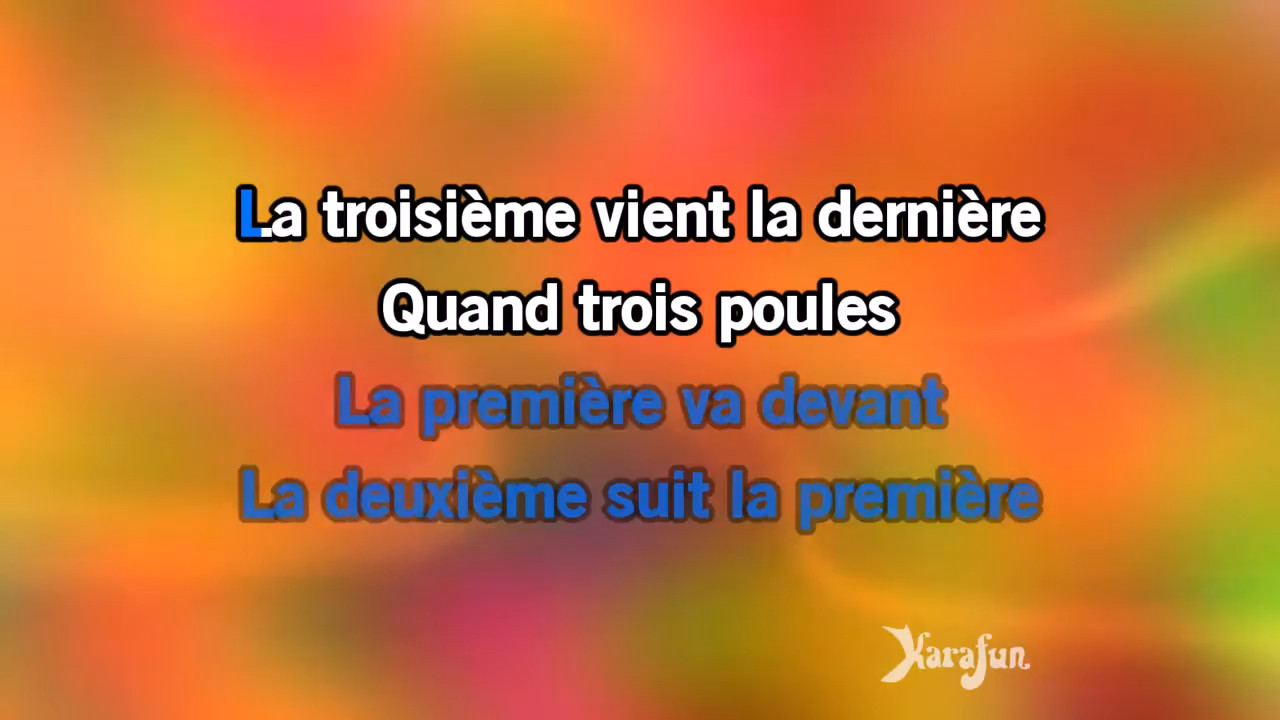 La troisième vient la dernière
Quand trois poules
La première va devant
La deuxième suit la première
Karafun